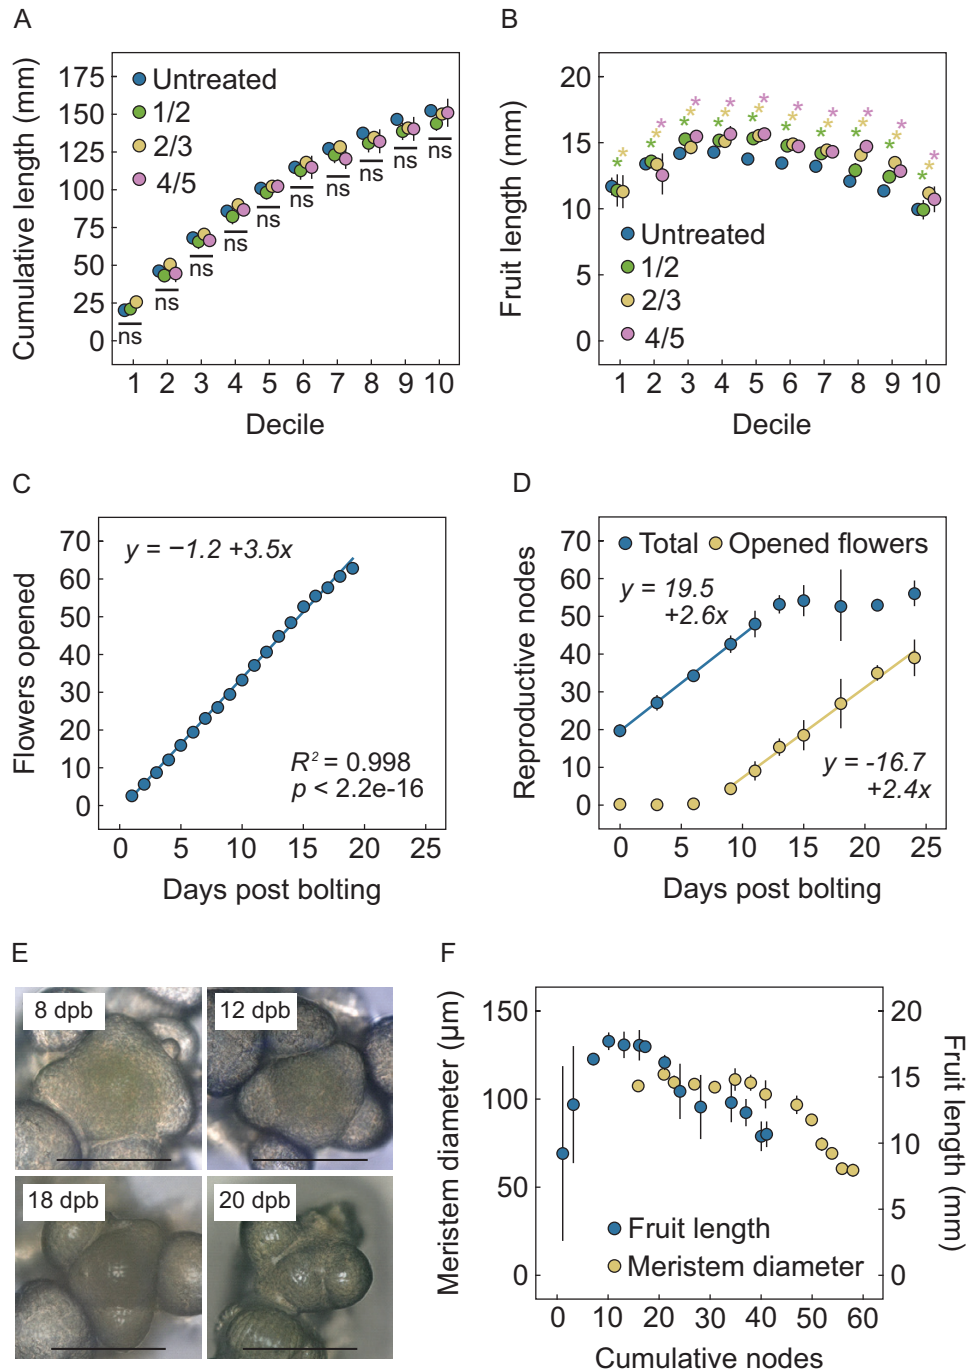 A
Cumulative length (mm)
175
150
125
100
75
50
25
0
Untreated
1/2
2/3
4/5
ns
ns
ns
ns
ns
ns
ns
ns
ns
ns
1 2 3 4 5 6 7 8 9 10
Decile
B
Fruit length (mm)
20
15
10
5
0
* *
* * *
* * *
* * *
* * *
* * *
* * *
* * *
* * *
* * *
Untreated
1/2
2/3
4/5
1 2 3 4 5 6 7 8 9 10
Decile
C
Flowers opened
70
60
50
40
30
20
10
0
y = −1.2 +3.5x
R² = 0.998
p < 2.2e-16
0 5 10 15 20 25
Days post bolting
D
Reproductive nodes
70
60
50
40
30
20
10
0
Total Opened flowers
y = 19.5
+2.6x
y = -16.7
+2.4x
0 5 10 15 20 25
Days post bolting
E
8 dpb
12 dpb
18 dpb
20 dpb
F
Meristem diameter (µm)
150
100
50
0
Fruit length
Meristem diameter
20
15
10
5
0
Fruit length (mm)
0 10 20 30 40 50 60
Cumulative nodes